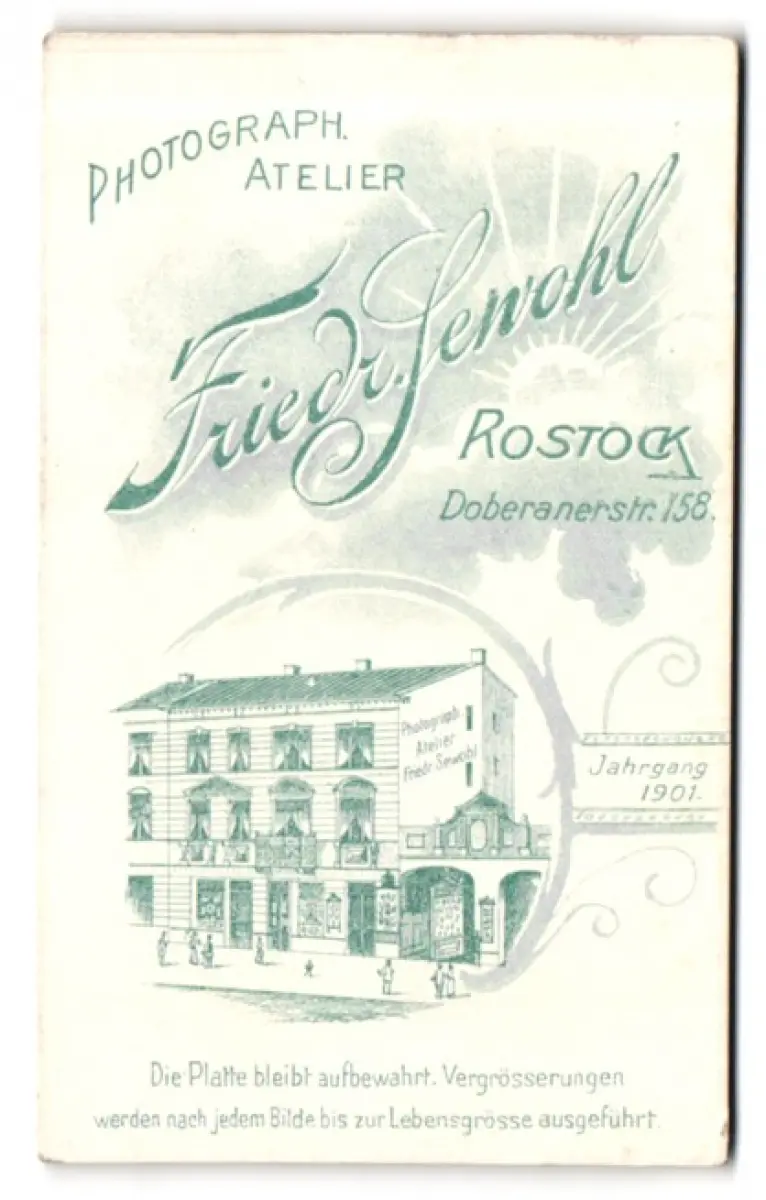 PHOTOGRAPH.
ATELIER
Friedr. Sewohl
ROSTOCK
Doberanerstr. 158.
Photograph.
Atelier
Friedr Sewohl
Jahrgang
1901.
Die Platte bleibt aufbewahrt. Vergrösserungen
werden nach jedem Bilde bis zur Lebensgrösse ausgeführt.